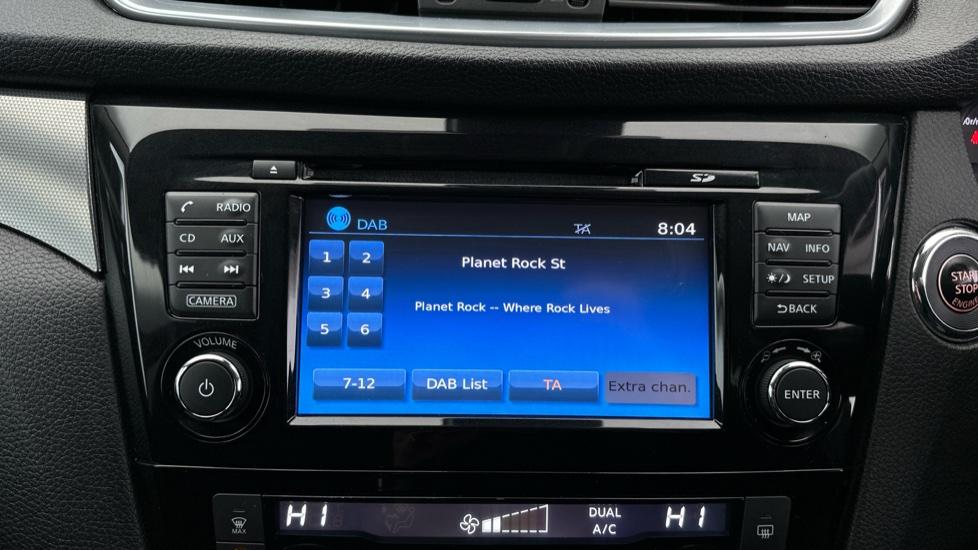 SD
RADIO
CD AUX
CAMERA
VOLUME
DAB TA 8:04
1 2
3 4
5 6
Planet Rock St
Planet Rock -- Where Rock Lives
7-12 DAB List TA Extra chan.
MAP
NAV INFO
SETUP
BACK
ENTER
START
STOP
ENGINE
HI DUAL HI
A/C
MAX